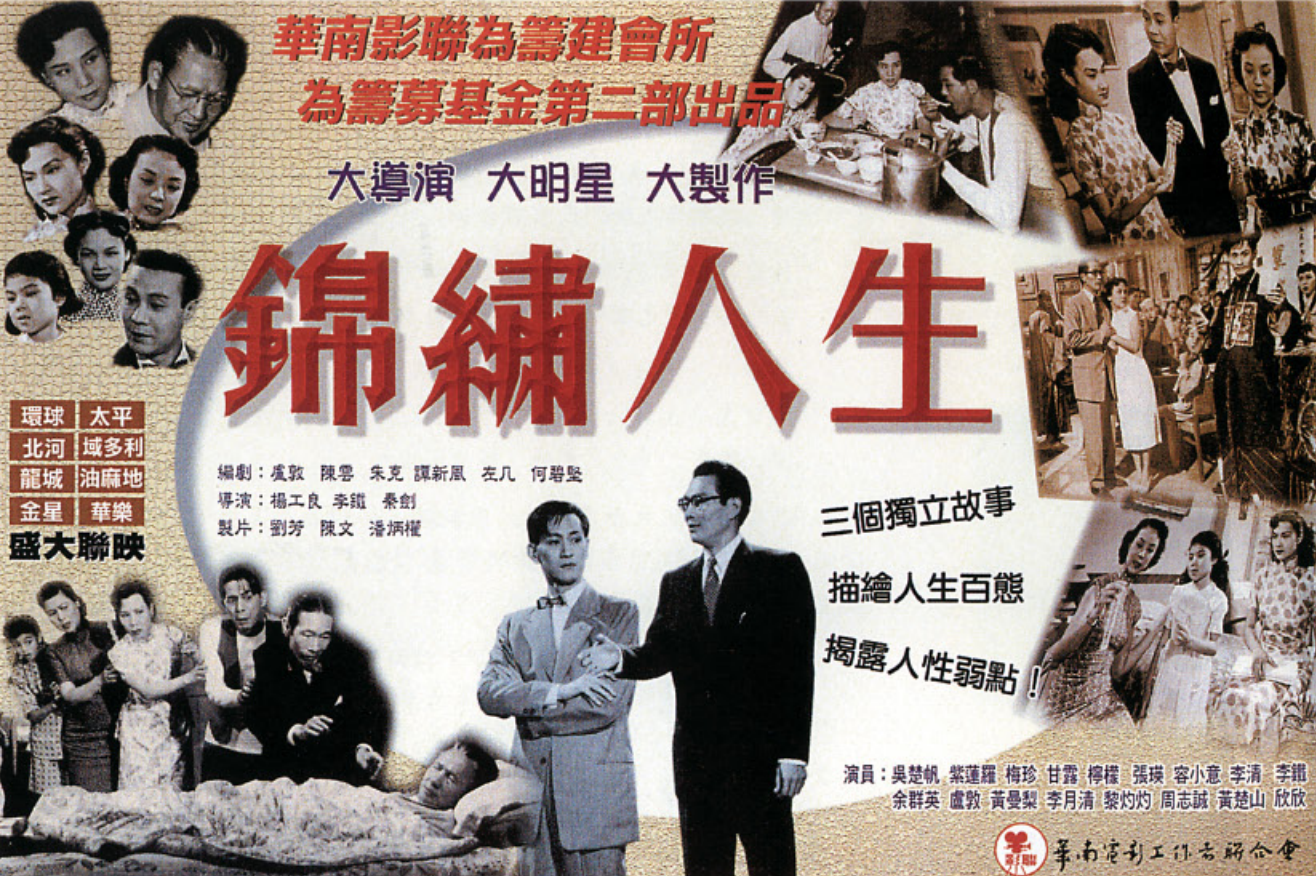 華南影聯為籌建會所
為籌募基金第二部出品
大導演 大明星 大製作
錦繡人生
環球 太平
北河 域多利
龍城 油麻地
金星 華樂
盛大聯映
編劇：盧敦 陳雲 朱克 譚新風 左几 何碧堅
導演：楊工良 李鐵 秦劍
製片：劉芳 陳文 潘炳權
三個獨立故事
描繪人生百態
揭露人性弱點！
演員：吳楚帆 紫蓮羅 梅珍 甘露 檸檬 張瑛 容小意 李清 李鐵
余群英 盧敦 黃曼梨 李月清 黎灼灼 周志誠 黃楚山 欣欣
影聯
華南電影工作者聯合會